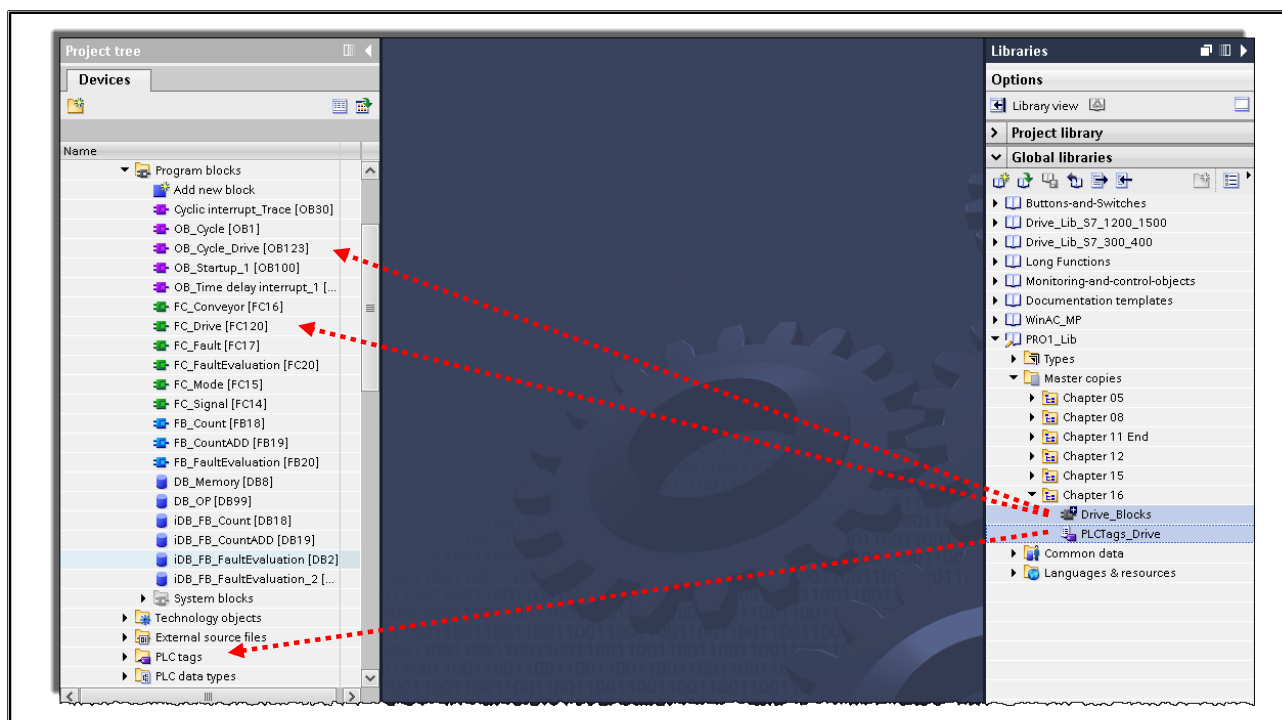 Project tree
Devices
Name
Program blocks
Add new block
Cyclic interrupt_Trace [OB30]
OB_Cycle [OB1]
OB_Cycle_Drive [OB123]
OB_Startup_1 [OB100]
OB_Time delay interrupt_1 [...
FC_Conveyor [FC16]
FC_Drive [FC120]
FC_Fault [FC17]
FC_FaultEvaluation [FC20]
FC_Mode [FC15]
FC_Signal [FC14]
FB_Count [FB18]
FB_CountADD [FB19]
FB_FaultEvaluation [FB20]
DB_Memory [DB8]
DB_OP [DB99]
iDB_FB_Count [DB18]
iDB_FB_CountADD [DB19]
iDB_FB_FaultEvaluation [DB2]
iDB_FB_FaultEvaluation_2 [...
System blocks
Technology objects
External source files
PLC tags
PLC data types
Libraries
Options
Library view
Project library
Global libraries
Buttons-and-Switches
Drive_Lib_S7_1200_1500
Drive_Lib_S7_300_400
Long Functions
Monitoring-and-control-objects
Documentation templates
WinAC_MP
PRO1_Lib
Types
Master copies
Chapter 05
Chapter 08
Chapter 11 End
Chapter 12
Chapter 15
Chapter 16
Drive_Blocks
PLCTags_Drive
Common data
Languages & resources